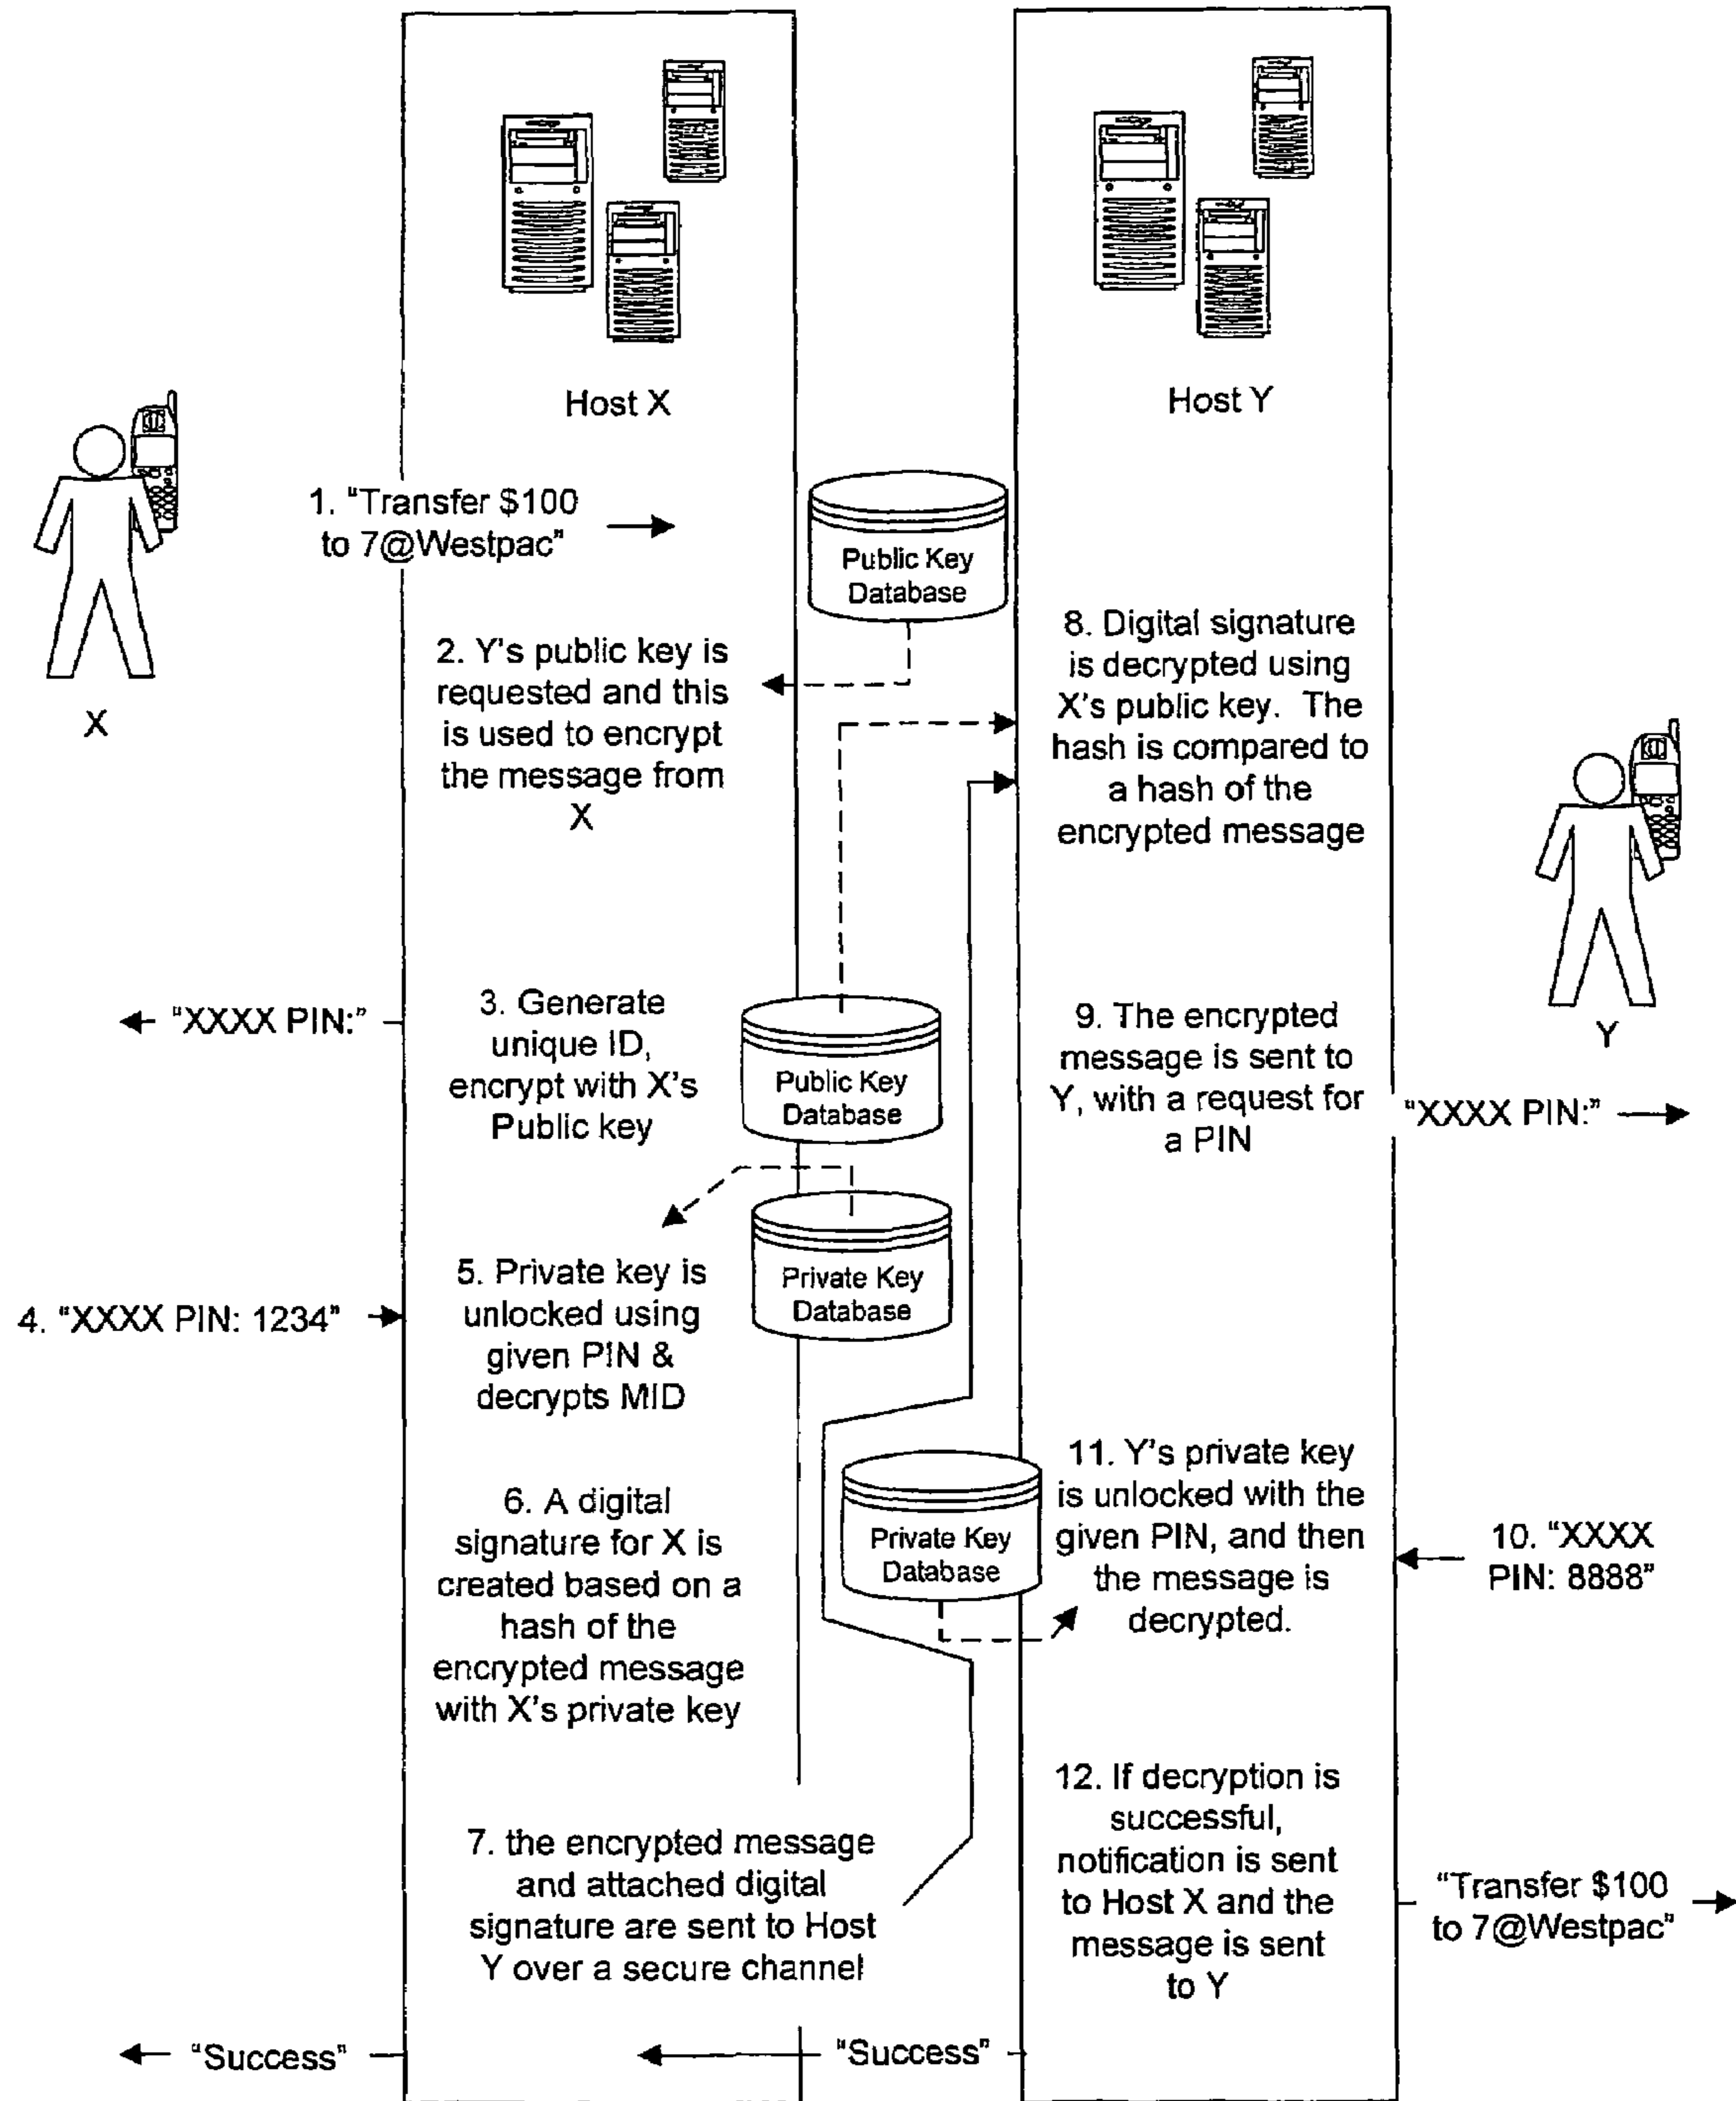 Host X
Host Y
1. "Transfer $100
to 7@Westpac"
Public Key
Database
2. Y's public key is
requested and this
is used to encrypt
the message from
X
X
8. Digital signature
is decrypted using
X's public key. The
hash is compared to
a hash of the
encrypted message
"XXXX PIN:"
3. Generate
unique ID,
encrypt with X's
Public key
Public Key
Database
9. The encrypted
message is sent to
Y, with a request for
a PIN
Y
"XXXX PIN:"
4. "XXXX PIN: 1234"
5. Private key is
unlocked using
given PIN &
decrypts MID
Private Key
Database
6. A digital
signature for X is
created based on a
hash of the
encrypted message
with X's private key
Private Key
Database
11. Y's private key
is unlocked with the
given PIN, and then
the message is
decrypted.
10. "XXXX
PIN: 8888"
7. the encrypted message
and attached digital
signature are sent to Host
Y over a secure channel
12. If decryption is
successful,
notification is sent
to Host X and the
message is sent
to Y
"Transfer $100
to 7@Westpac"
"Success"
"Success"